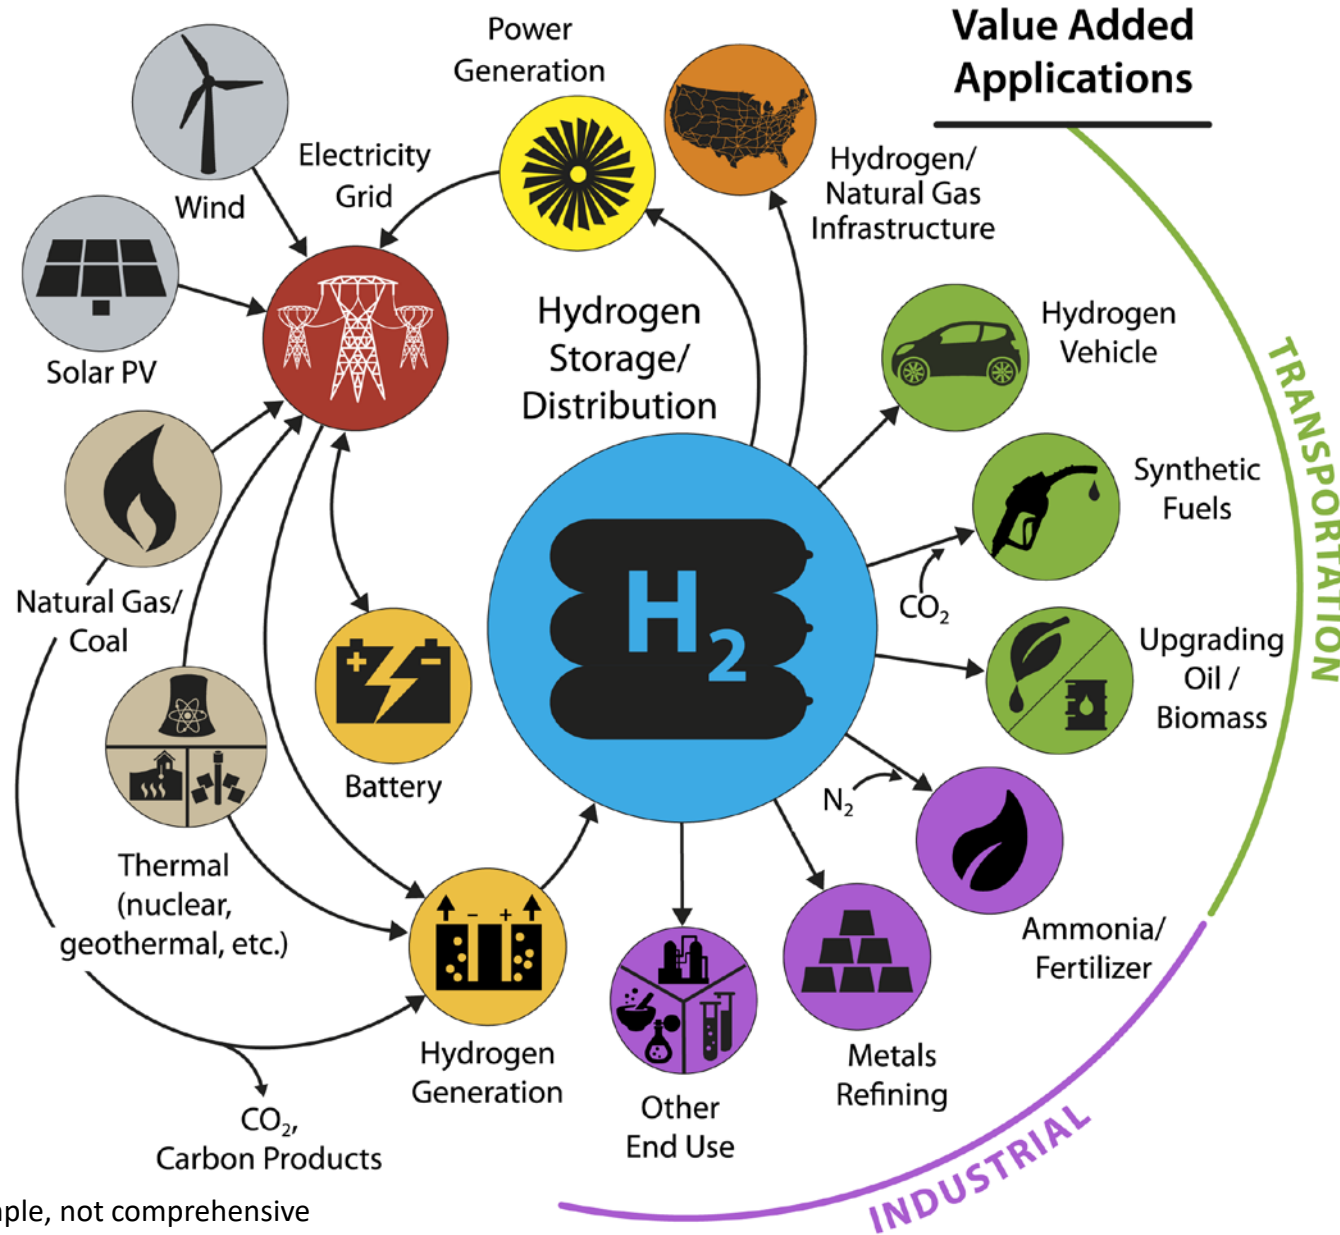 Value Added
Applications
Power
Generation
Hydrogen/
Natural Gas
Infrastructure
Electricity
Grid
Wind
Solar PV
Hydrogen
Storage/
Distribution
H2
Hydrogen
Vehicle
Synthetic
Fuels
CO2
Upgrading
Oil /
Biomass
N2
Ammonia/
Fertilizer
Metals
Refining
Other
End Use
Natural Gas/
Coal
+ −
Battery
Thermal
(nuclear,
geothermal, etc.)
− +
Hydrogen
Generation
CO2,
Carbon Products
TRANSPORTATION
INDUSTRIAL
not comprehensive